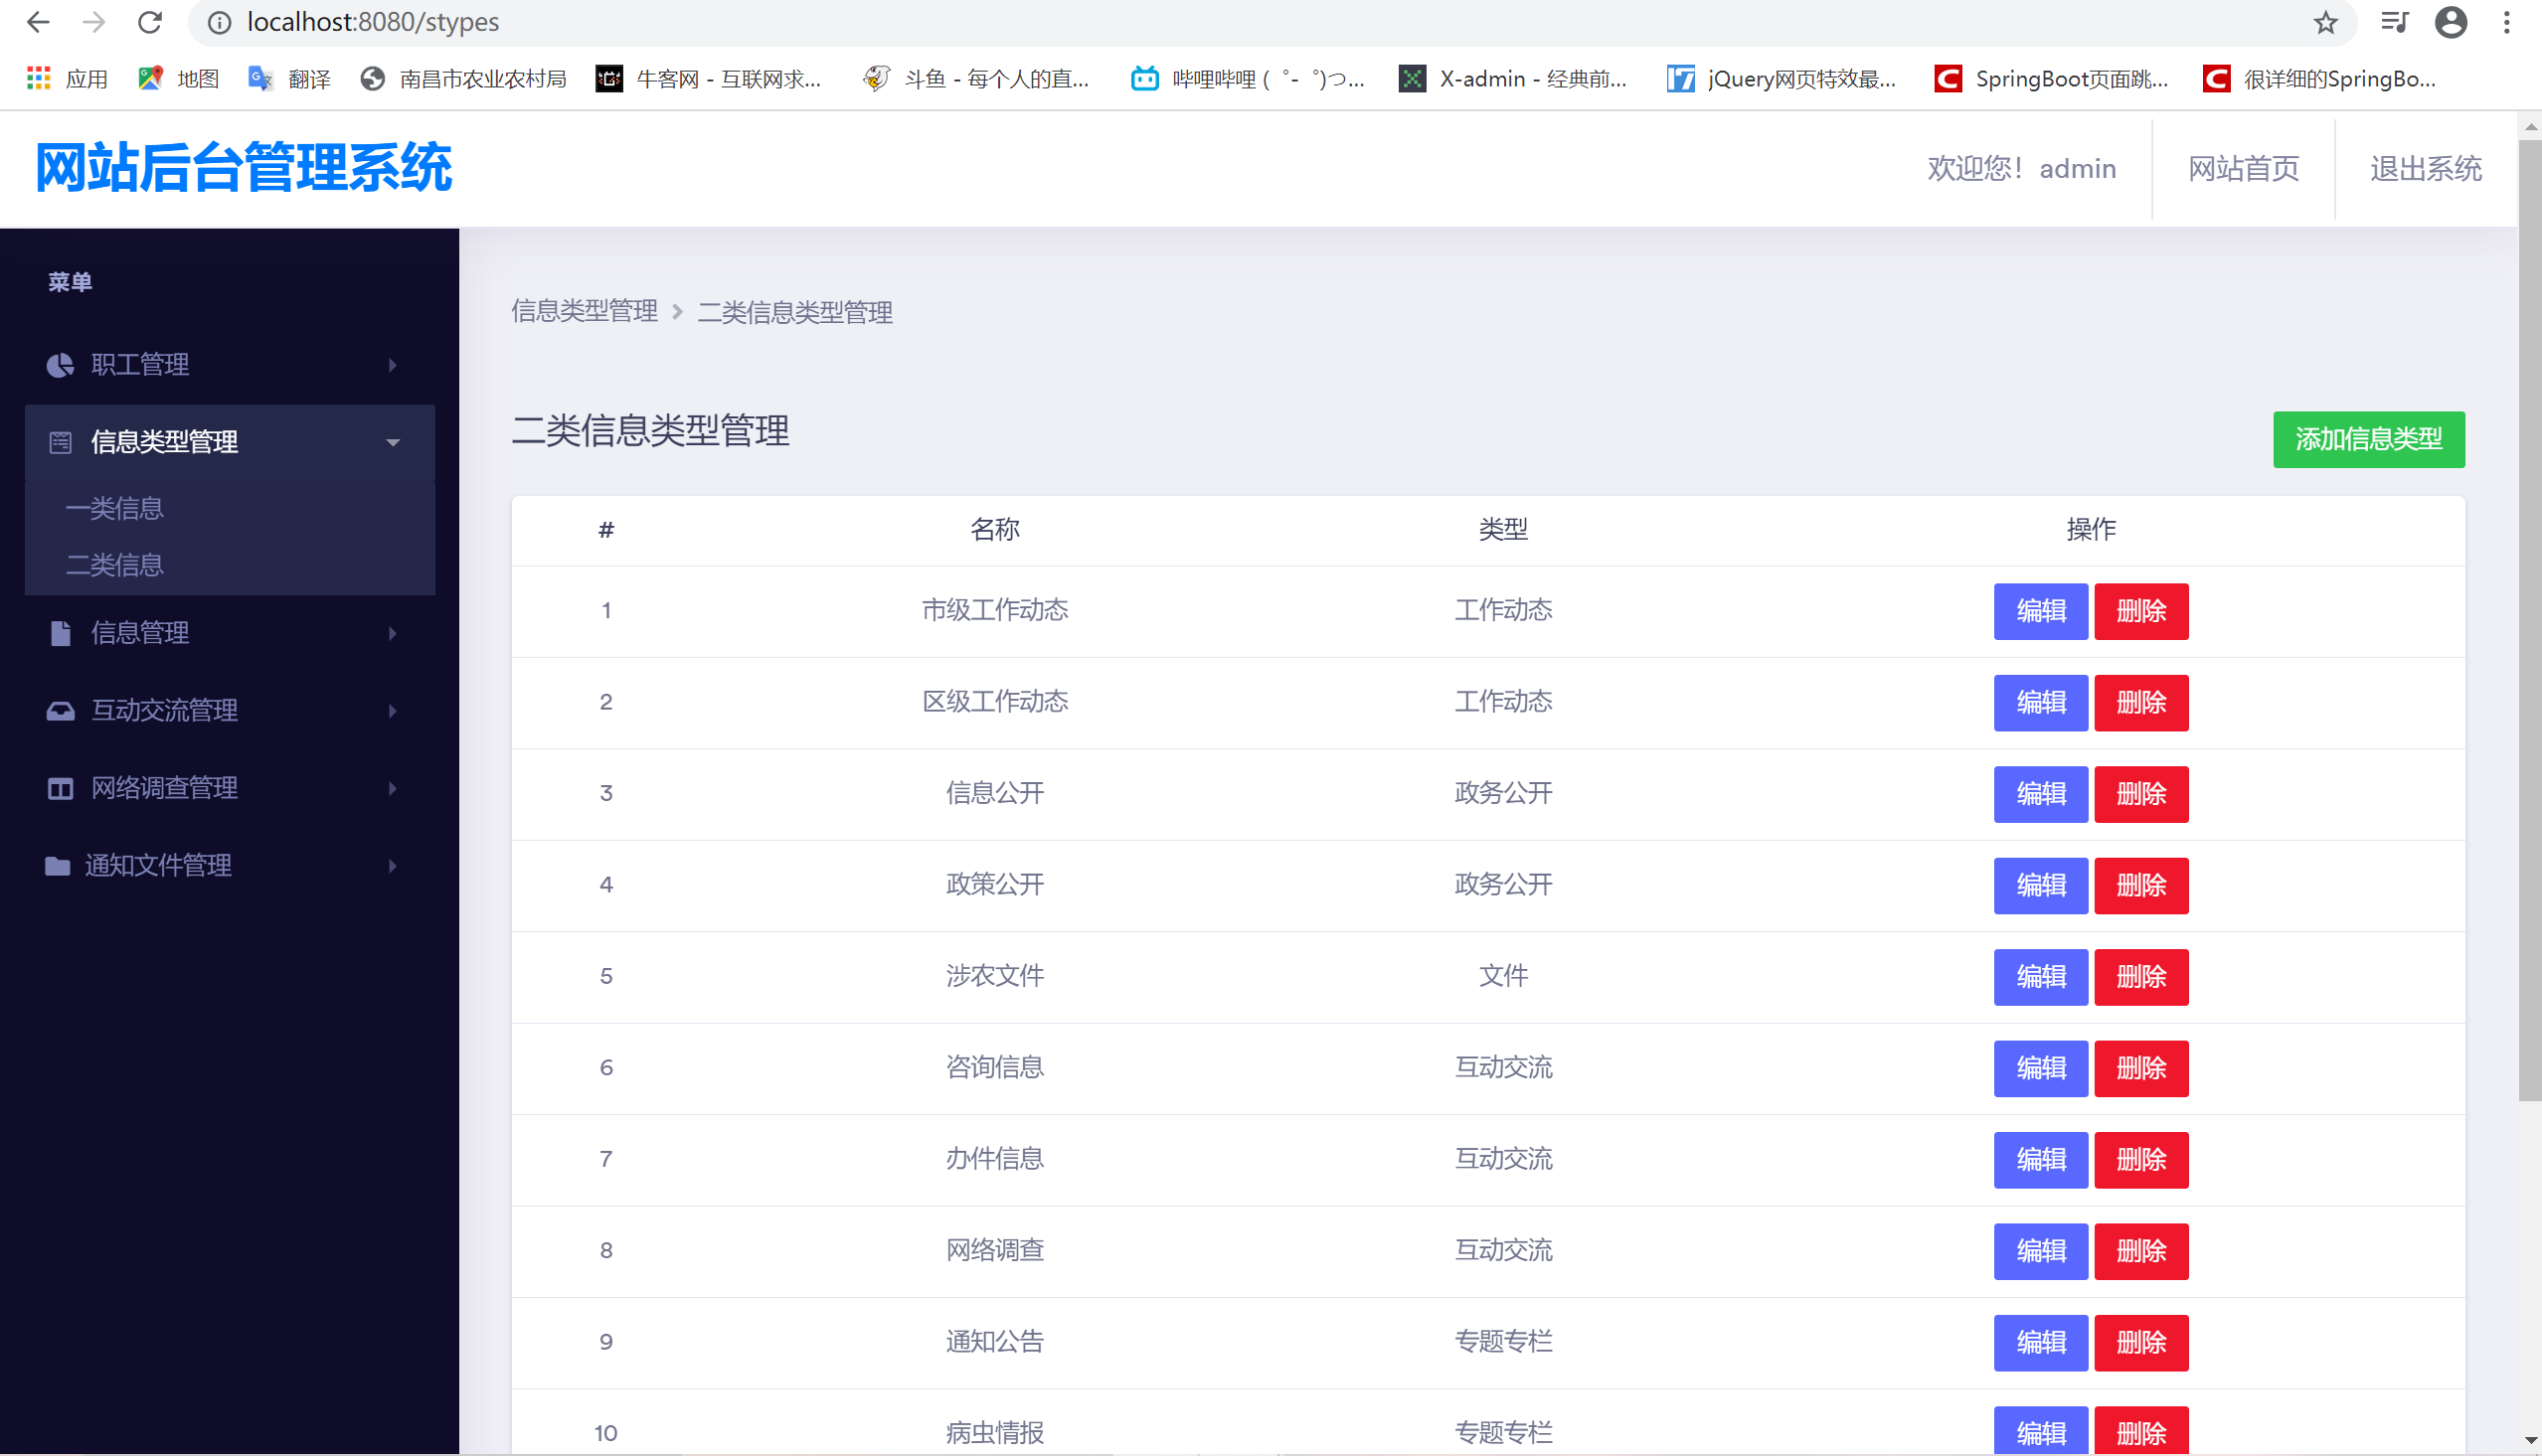 localhost:8080/stypes
应用 地图 翻译 南昌市农业农村局 牛客网 - 互联网求... 斗鱼 - 每个人的直... 哔哩哔哩 ( ゜- ゜)つ... X-admin - 经典前... jQuery网页特效最... SpringBoot页面跳... 很详细的SpringBo...
网站后台管理系统 欢迎您！admin 网站首页 退出系统
菜单
职工管理
信息类型管理
一类信息
二类信息
信息管理
互动交流管理
网络调查管理
通知文件管理
信息类型管理 > 二类信息类型管理
二类信息类型管理 添加信息类型
# 名称 类型 操作
1 市级工作动态 工作动态 编辑 删除
2 区级工作动态 工作动态 编辑 删除
3 信息公开 政务公开 编辑 删除
4 政策公开 政务公开 编辑 删除
5 涉农文件 文件 编辑 删除
6 咨询信息 互动交流 编辑 删除
7 办件信息 互动交流 编辑 删除
8 网络调查 互动交流 编辑 删除
9 通知公告 专题专栏 编辑 删除
10 病虫情报 专题专栏 编辑 删除